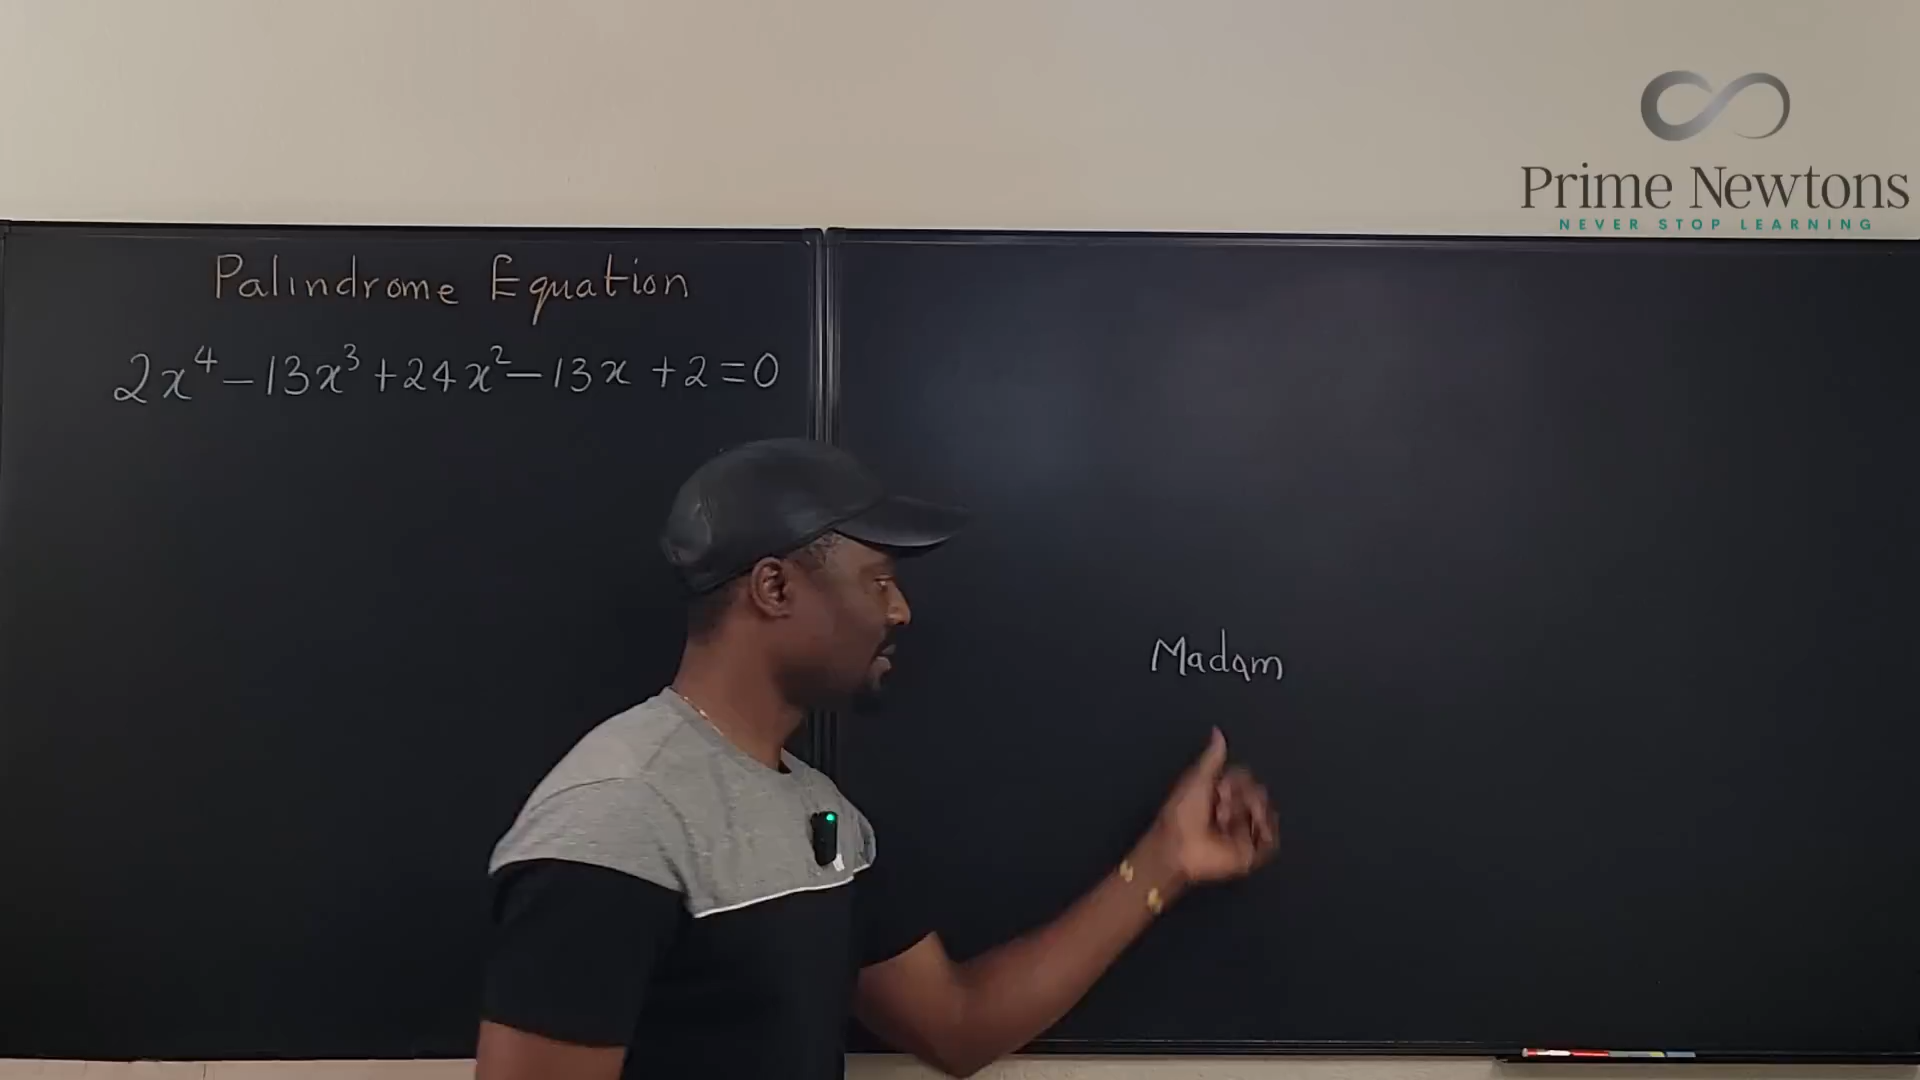 Prime Newtons
NEVER STOP LEARNING
Palindrome Equation
2x⁴-13x³+24x²-13x+2=0
Madam